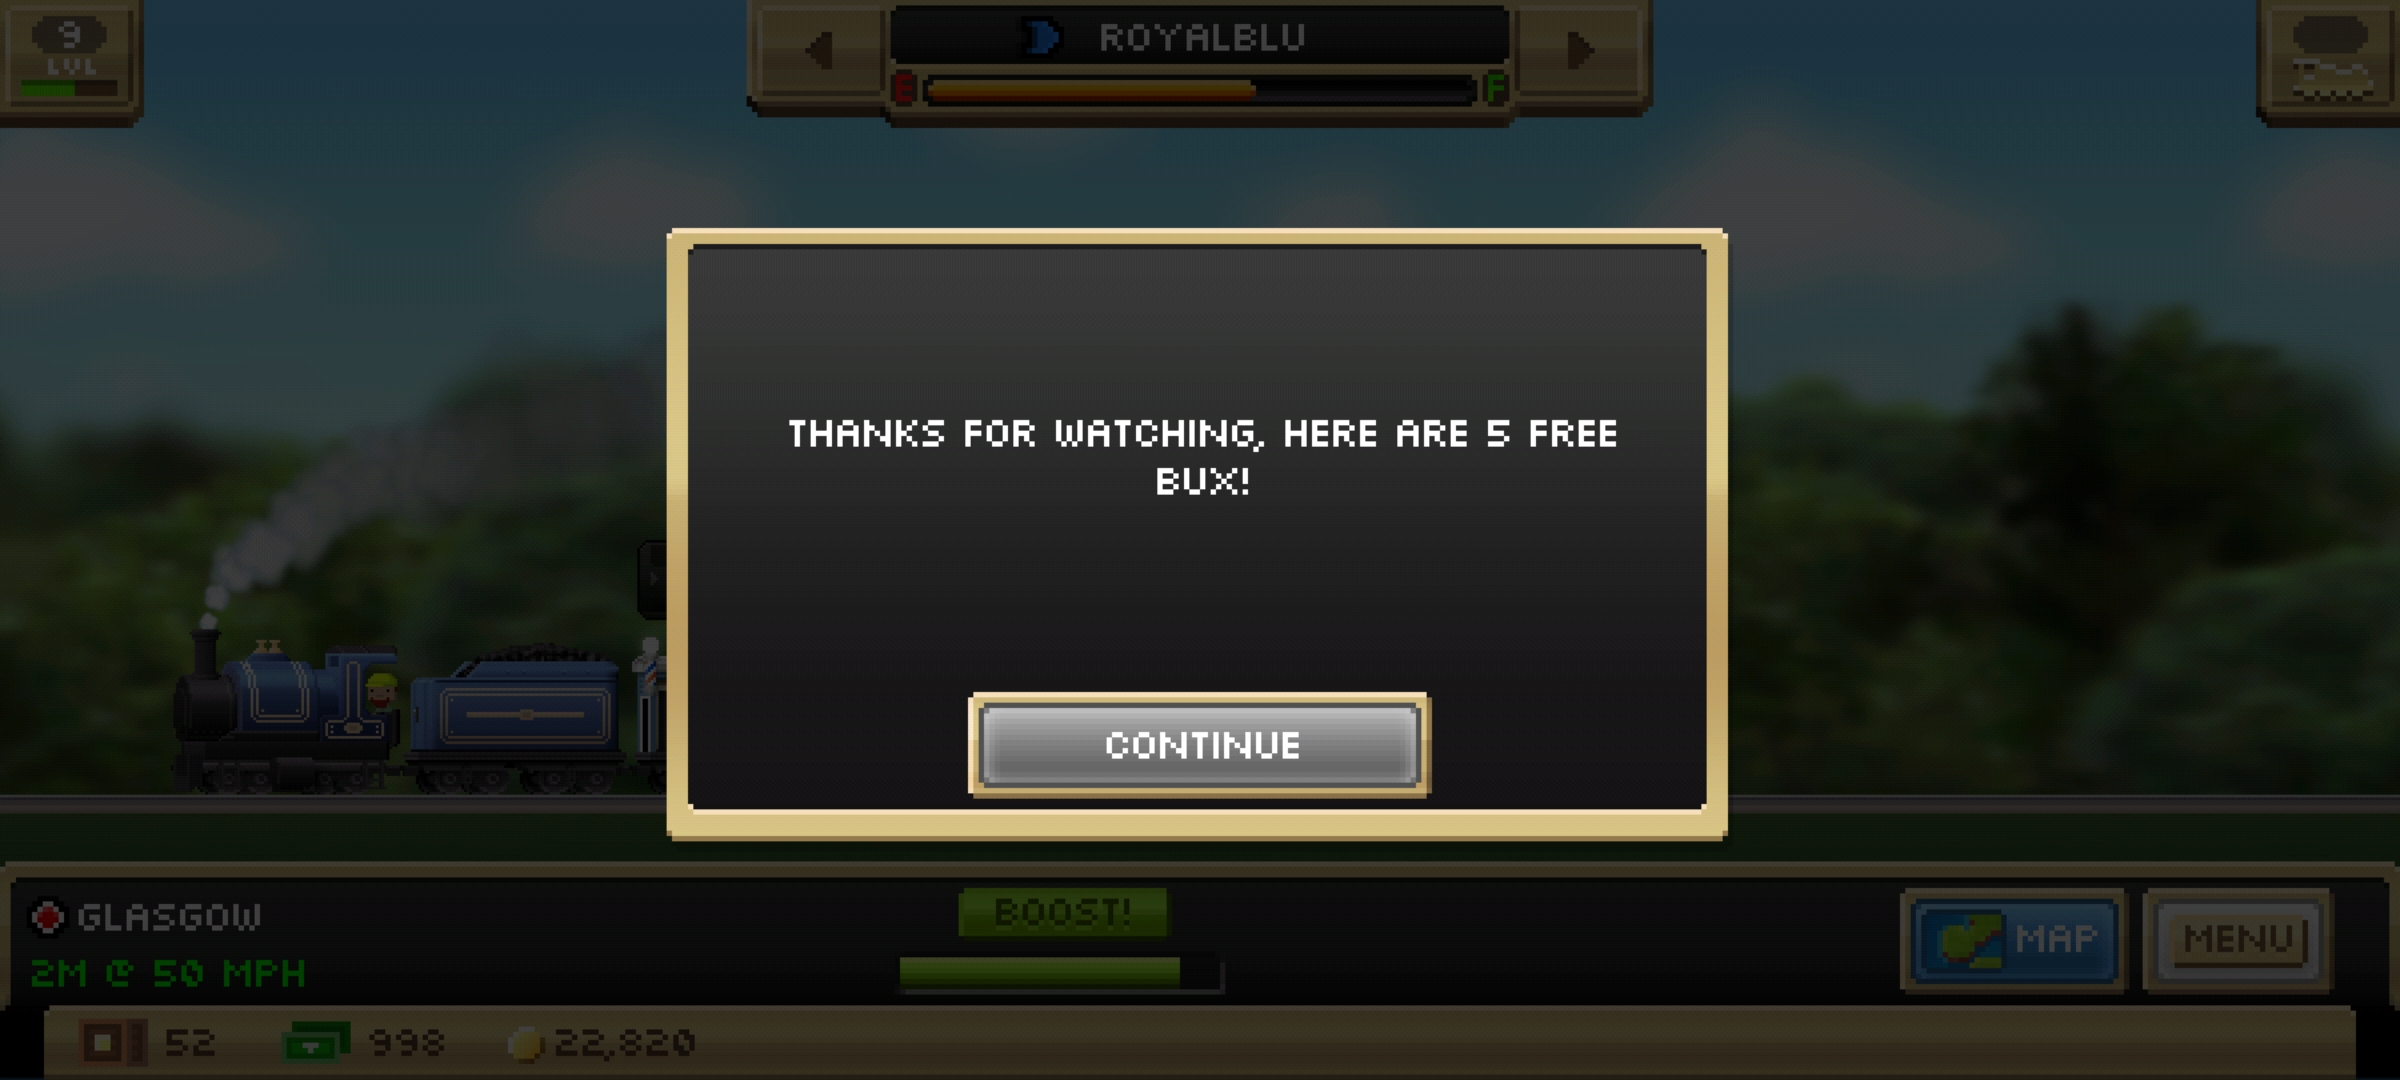 9
LVL
ROYALBLU
E
F
THANKS FOR WATCHING, HERE ARE 5 FREE
BUX!
CONTINUE
GLASGOW
2M @ 50 MPH
BOOST!
MAP
MENU
52
998
22,820